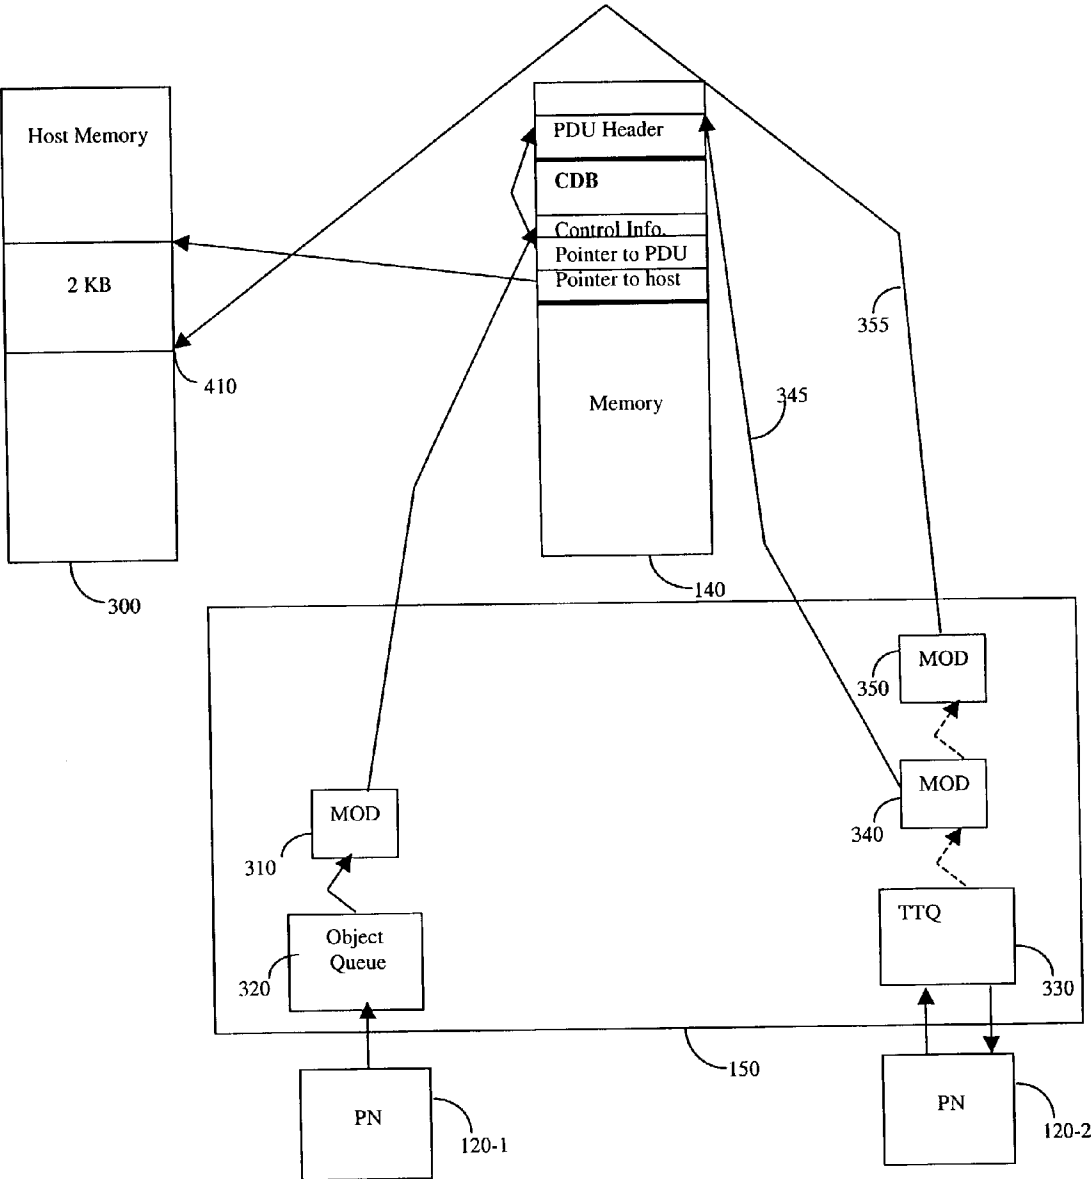 Host Memory
2 KB
410
300
PDU Header
CDB
Control Info.
Pointer to PDU
Pointer to host
Memory
140
355
345
MOD
350
MOD
340
MOD
310
Object
Queue
320
TTQ
330
150
PN
120-1
PN
120-2